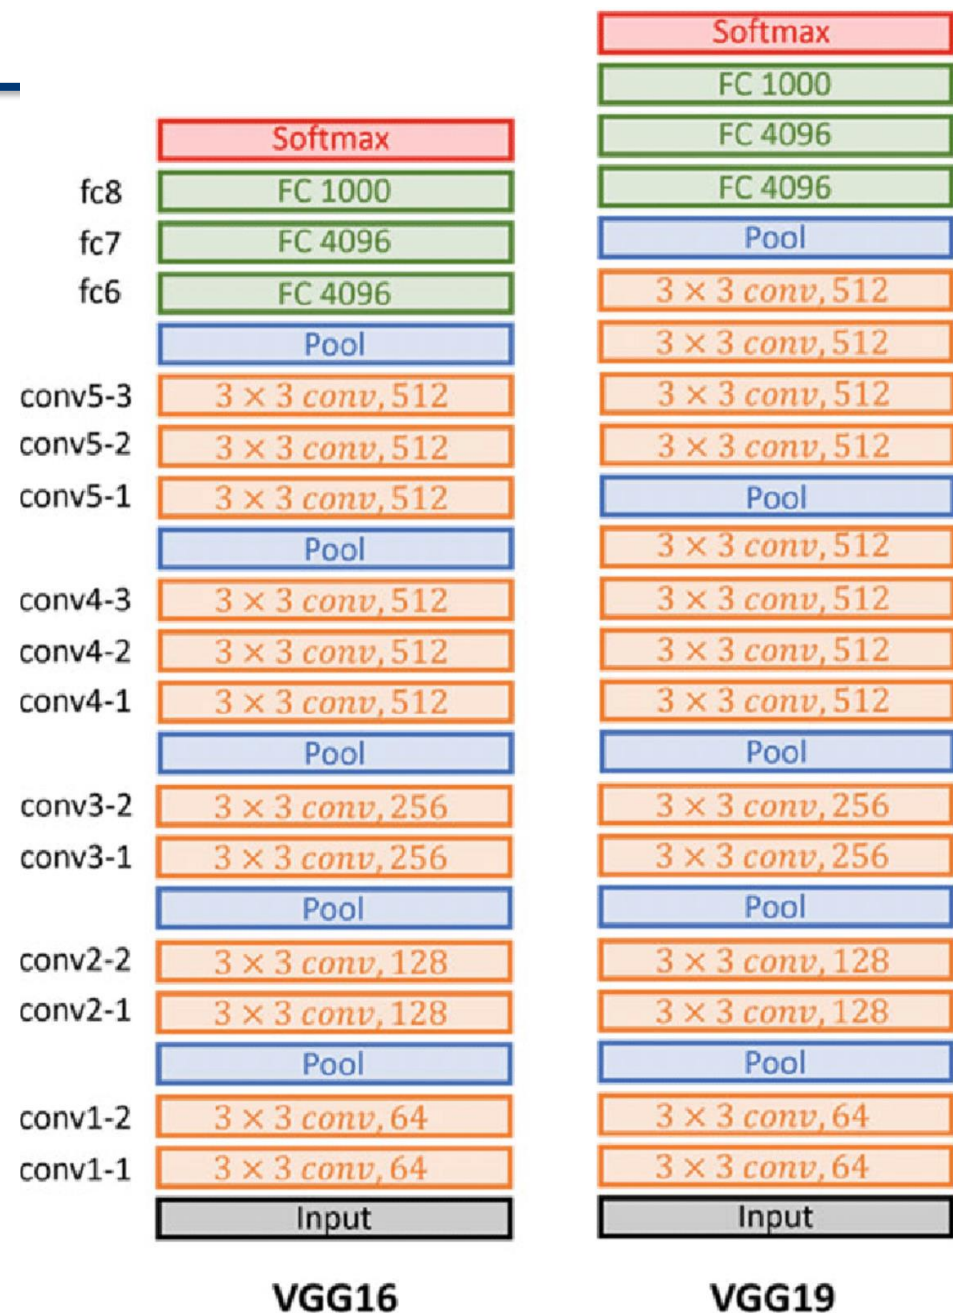 Softmax
fc8 FC 1000
fc7 FC 4096
fc6 FC 4096
Pool
conv5-3 3 × 3 conv, 512
conv5-2 3 × 3 conv, 512
conv5-1 3 × 3 conv, 512
Pool
conv4-3 3 × 3 conv, 512
conv4-2 3 × 3 conv, 512
conv4-1 3 × 3 conv, 512
Pool
conv3-2 3 × 3 conv, 256
conv3-1 3 × 3 conv, 256
Pool
conv2-2 3 × 3 conv, 128
conv2-1 3 × 3 conv, 128
Pool
conv1-2 3 × 3 conv, 64
conv1-1 3 × 3 conv, 64
Input
VGG16
Softmax
FC 1000
FC 4096
FC 4096
Pool
3 × 3 conv, 512
3 × 3 conv, 512
3 × 3 conv, 512
3 × 3 conv, 512
Pool
3 × 3 conv, 512
3 × 3 conv, 512
3 × 3 conv, 512
3 × 3 conv, 512
Pool
3 × 3 conv, 256
3 × 3 conv, 256
Pool
3 × 3 conv, 128
3 × 3 conv, 128
Pool
3 × 3 conv, 64
3 × 3 conv, 64
Input
VGG19